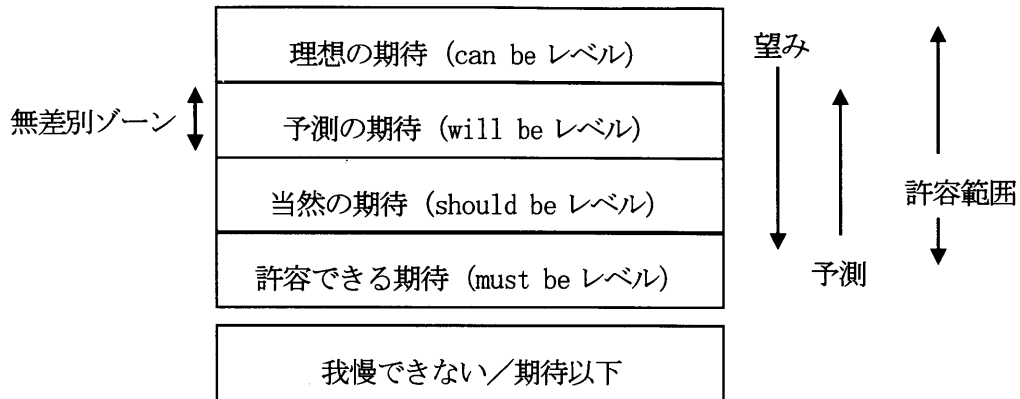 理想の期待 (can be レベル)
望み
無差別ゾーン
予測の期待 (will be レベル)
当然の期待 (should be レベル)
許容範囲
許容できる期待 (must be レベル)
予測
我慢できない／期待以下